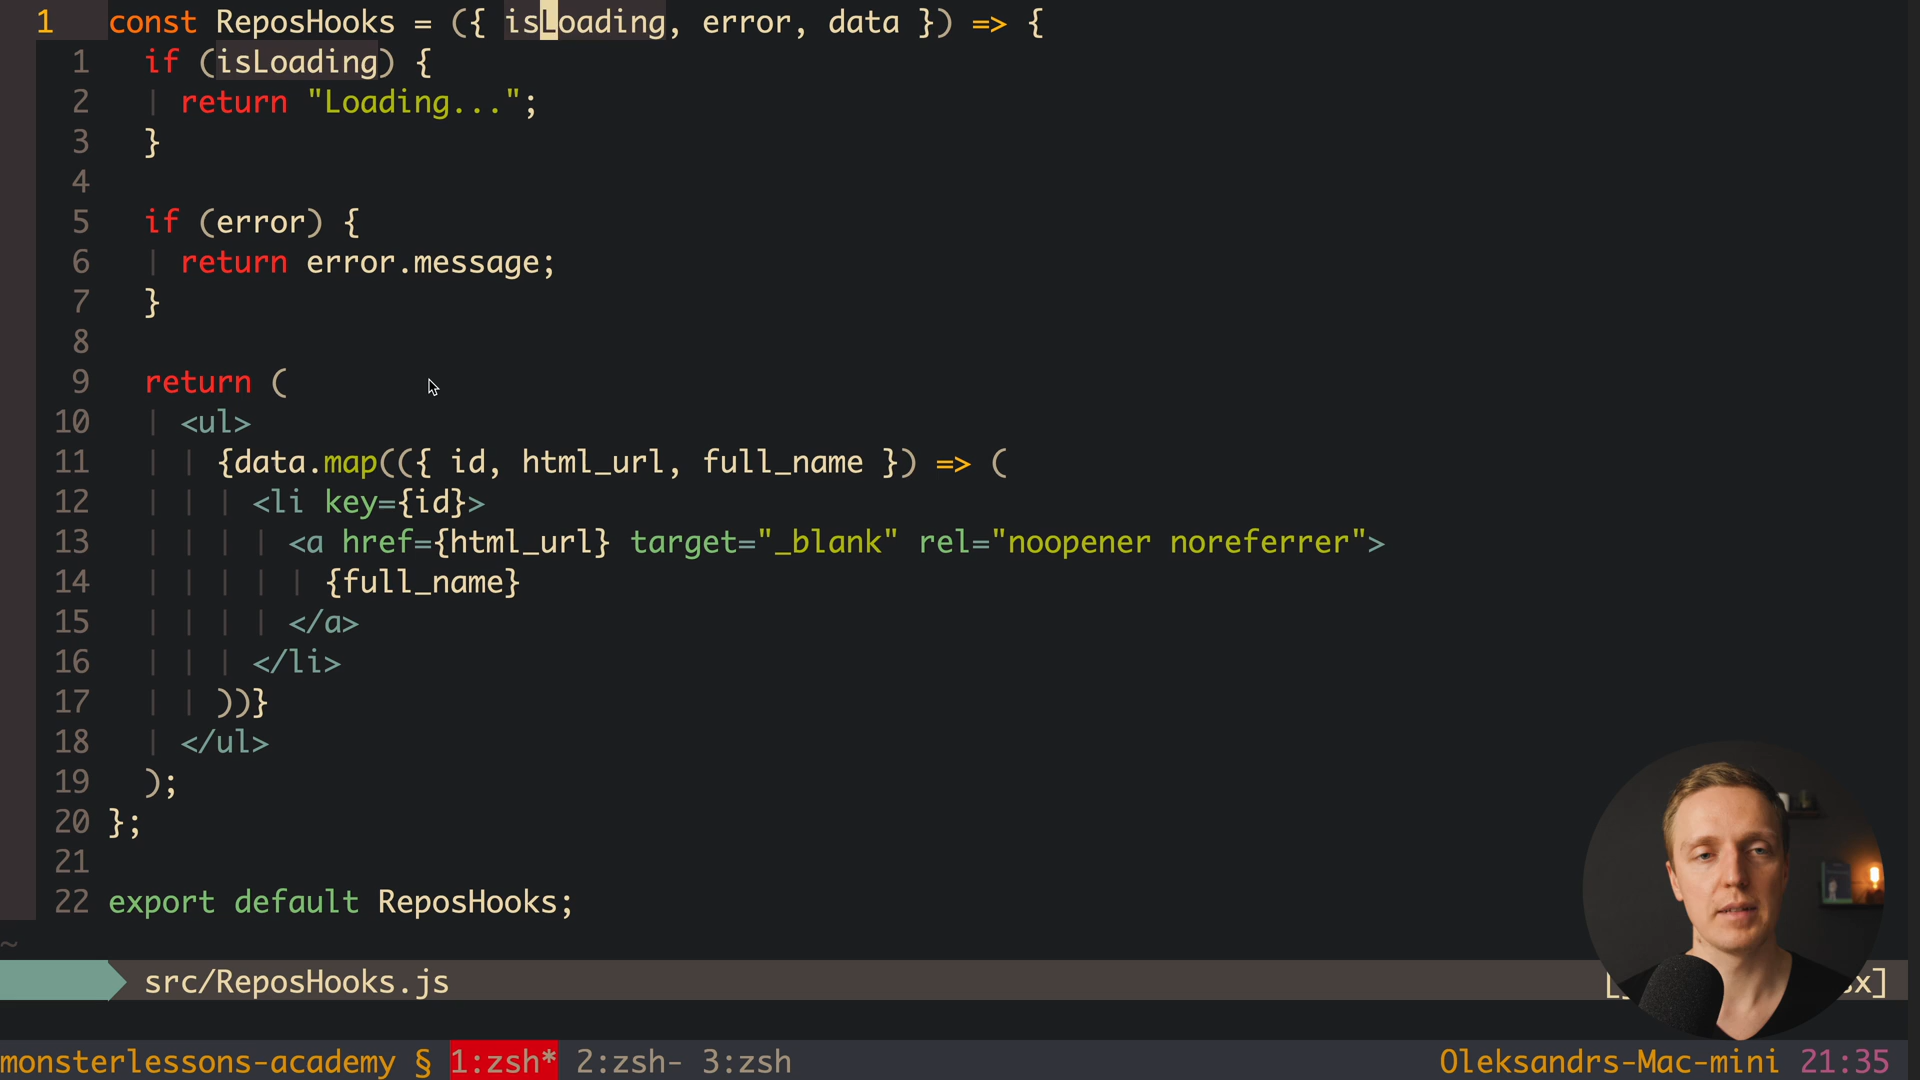 1 const ReposHooks = ({ isLoading, error, data }) => {
1 if (isLoading) {
2 return "Loading...";
3 }
4
5 if (error) {
6 return error.message;
7 }
8
9 return (
10 <ul>
11 {data.map(({ id, html_url, full_name }) => (
12 <li key={id}>
13 <a href={html_url} target="_blank" rel="noopener noreferrer">
14 {full_name}
15 </a>
16 </li>
17 ))}
18 </ul>
19 );
20 };
21
22 export default ReposHooks;
~
src/ReposHooks.js
monsterlessons-academy § 1:zsh* 2:zsh- 3:zsh Oleksandrs-Mac-mini 21:35